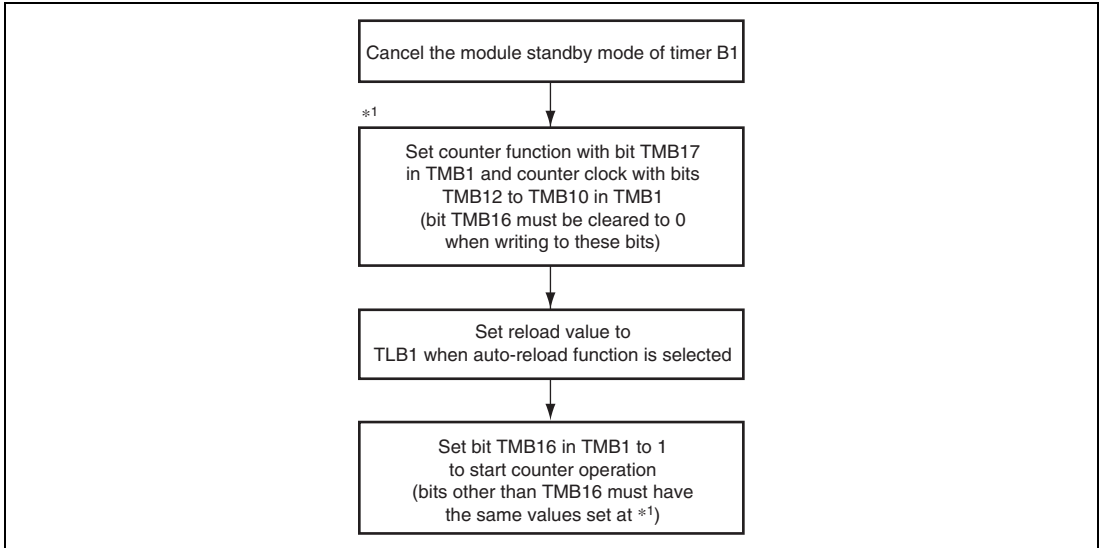 Cancel the module standby mode of timer B1
*1
Set counter function with bit TMB17
in TMB1 and counter clock with bits
TMB12 to TMB10 in TMB1
(bit TMB16 must be cleared to 0
when writing to these bits)
Set reload value to
TLB1 when auto-reload function is selected
Set bit TMB16 in TMB1 to 1
to start counter operation
(bits other than TMB16 must have
the same values set at *1)